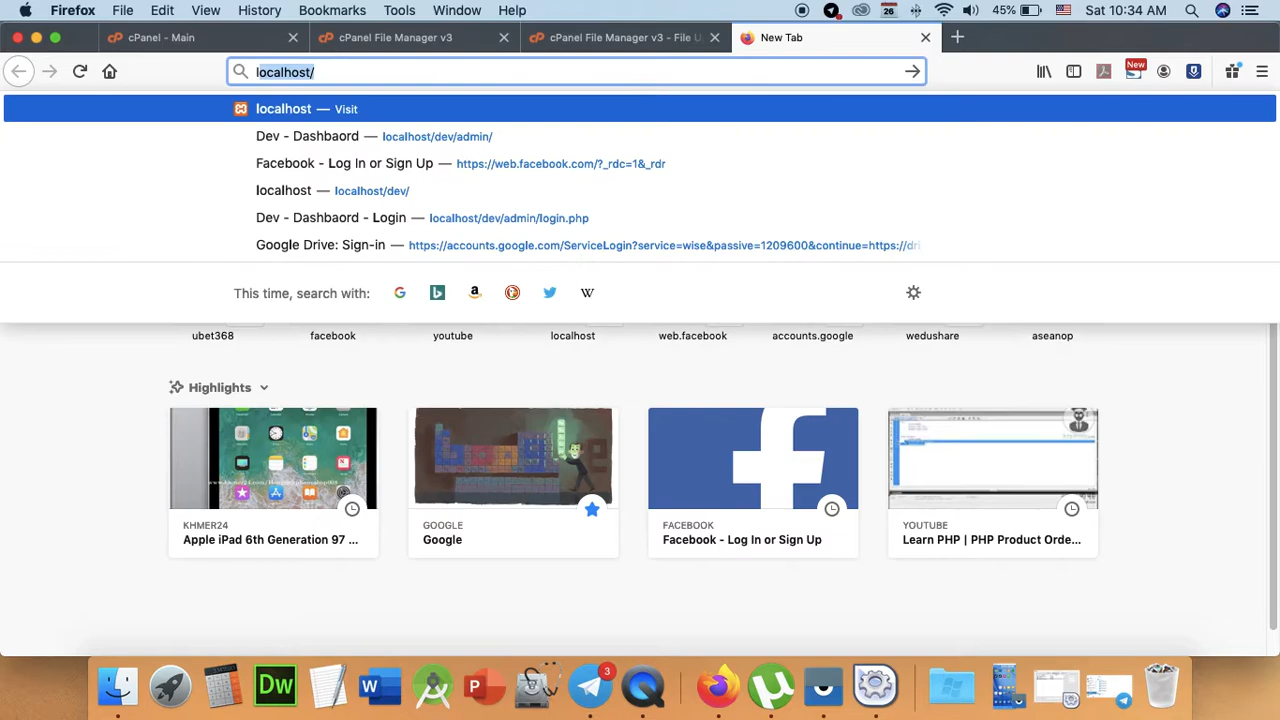 Firefox File Edit View History Bookmarks Tools Window Help 26 45% Sat 10:34 AM
cPanel - Main cPanel File Manager v3 cPanel File Manager v3 - File U New Tab
localhost/ New
localhost — Visit
Dev - Dashbaord — localhost/dev/admin/
Facebook - Log In or Sign Up — https://web.facebook.com/?_rdc=1&_rdr
localhost — localhost/dev/
Dev - Dashbaord - Login — localhost/dev/admin/login.php
Google Drive: Sign-in — https://accounts.google.com/ServiceLogin?service=wise&passive=1209600&continue=https://dri
This time, search with:
ubet368 facebook youtube localhost web.facebook accounts.google wedushare aseanop
Highlights
KHMER24 GOOGLE FACEBOOK YOUTUBE
Apple iPad 6th Generation 97 ... Google Facebook - Log In or Sign Up Learn PHP | PHP Product Orde...
Dw W P 3